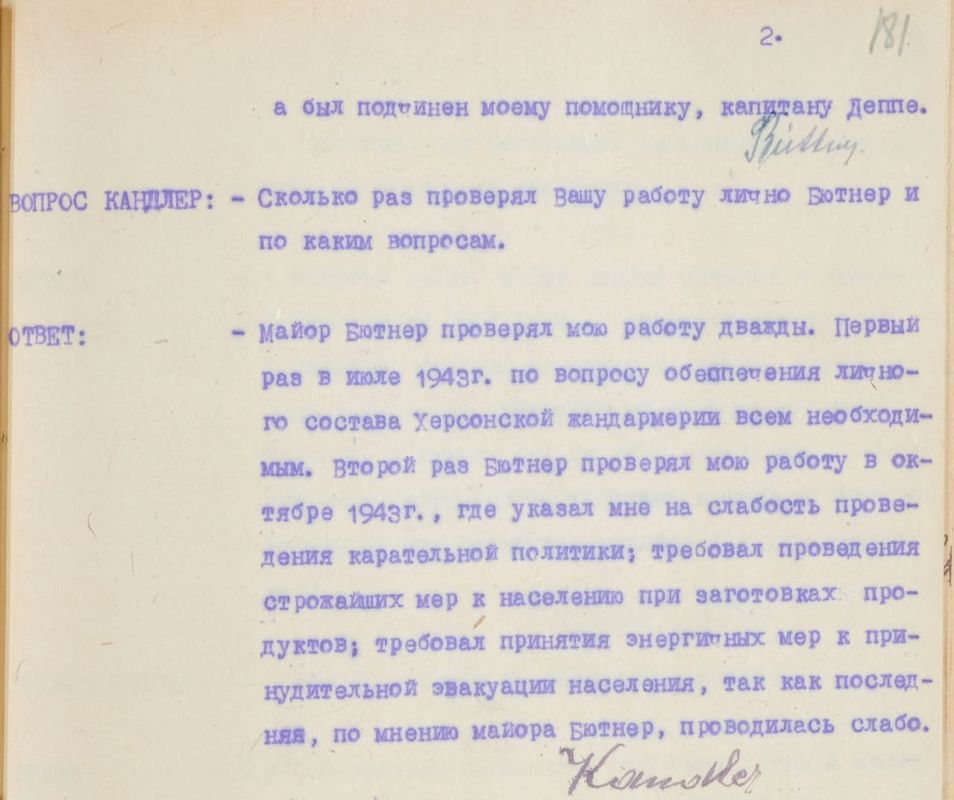 2.
181
а был подчинен моему помощнику, капитану Деппе.
Büttner.
ВОПРОС КАНДЛЕР: - Сколько раз проверял Вашу работу лично Бютнер и
по каким вопросам.
ОТВЕТ: - Майор Бютнер проверял мою работу дважды. Первый
раз в июле 1943г. по вопросу обеспечения лично-
го состава Херсонской жандармерии всем необходи-
мым. Второй раз Бютнер проверял мою работу в ок-
тябре 1943г., где указал мне на слабость прове-
дения карательной политики; требовал проведения
строжайших мер к населению при заготовках про-
дуктов; требовал принятия энергичных мер к при-
нудительной эвакуации населения, так как послед-
няя, по мнению майора Бютнер, проводилась слабо.
Kandler